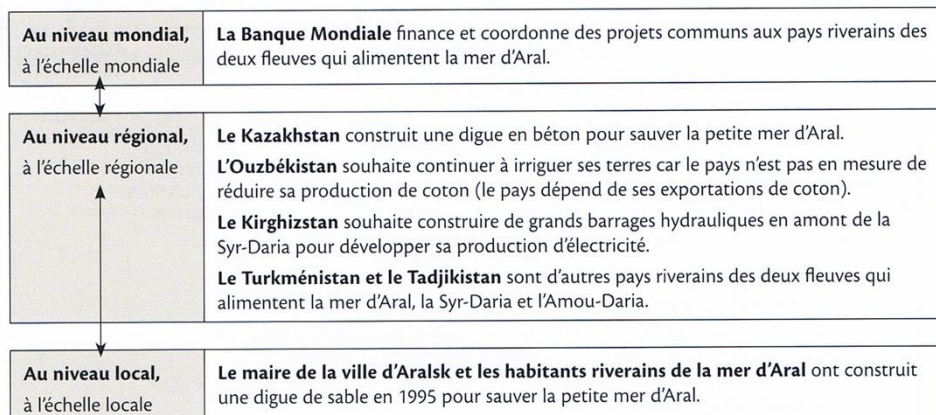 Au niveau mondial,
à l'échelle mondiale
La Banque Mondiale finance et coordonne des projets communs aux pays riverains des
deux fleuves qui alimentent la mer d'Aral.
Au niveau régional,
à l'échelle régionale
Le Kazakhstan construit une digue en béton pour sauver la petite mer d'Aral.
L'Ouzbékistan souhaite continuer à irriguer ses terres car le pays n'est pas en mesure de
réduire sa production de coton (le pays dépend de ses exportations de coton).
Le Kirghizstan souhaite construire de grands barrages hydrauliques en amont de la
Syr-Daria pour développer sa production d'électricité.
Le Turkménistan et le Tadjikistan sont d'autres pays riverains des deux fleuves qui
alimentent la mer d'Aral, la Syr-Daria et l'Amou-Daria.
Au niveau local,
à l'échelle locale
Le maire de la ville d'Aralsk et les habitants riverains de la mer d'Aral ont construit
une digue de sable en 1995 pour sauver la petite mer d'Aral.